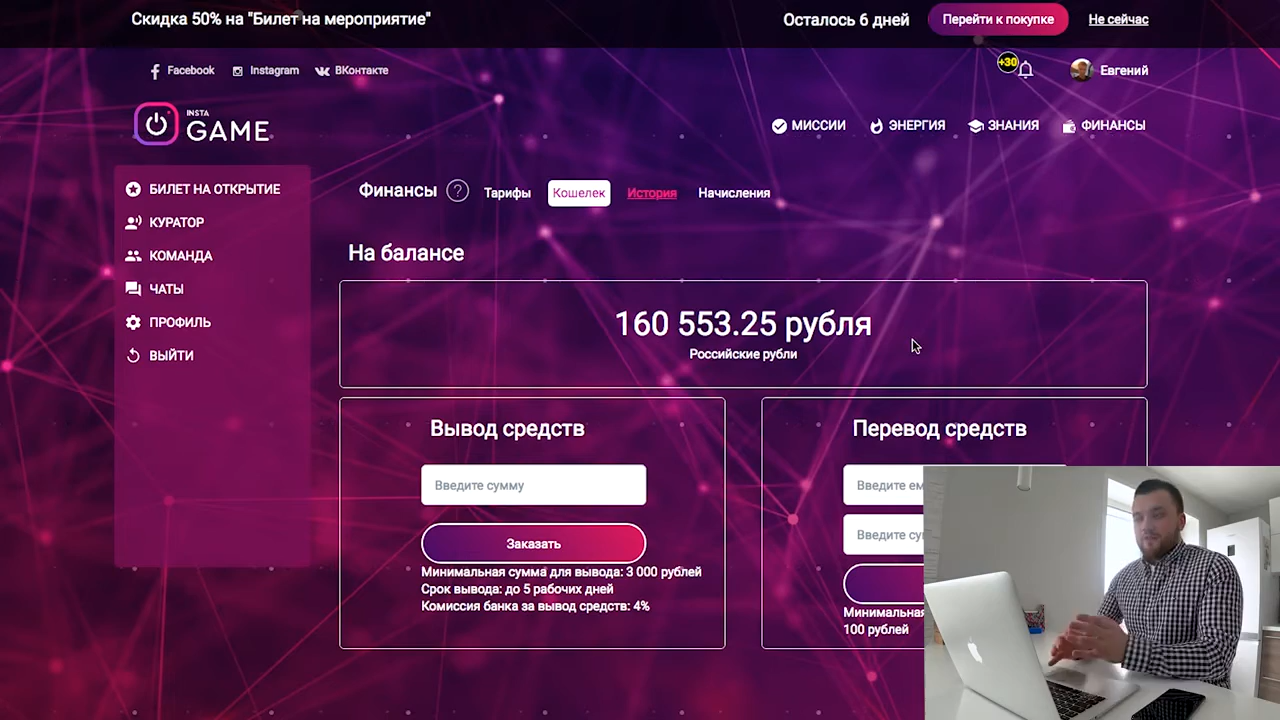 Скидка 50% на "Билет на мероприятие"
Осталось 6 дней
Перейти к покупке
Не сейчас
Facebook
Instagram
ВКонтакте
+30
Евгений
INSTA
GAME
МИССИИ
ЭНЕРГИЯ
ЗНАНИЯ
ФИНАНСЫ
БИЛЕТ НА ОТКРЫТИЕ
КУРАТОР
КОМАНДА
ЧАТЫ
ПРОФИЛЬ
ВЫЙТИ
Финансы ?
Тарифы
Кошелек
История
Начисления
На балансе
160 553.25 рубля
Российские рубли
Вывод средств
Введите сумму
Заказать
Минимальная сумма для вывода: 3 000 рублей
Срок вывода: до 5 рабочих дней
Комиссия банка за вывод средств: 4%
Перевод средств
Введите
Введите
Минимальная
100 рублей